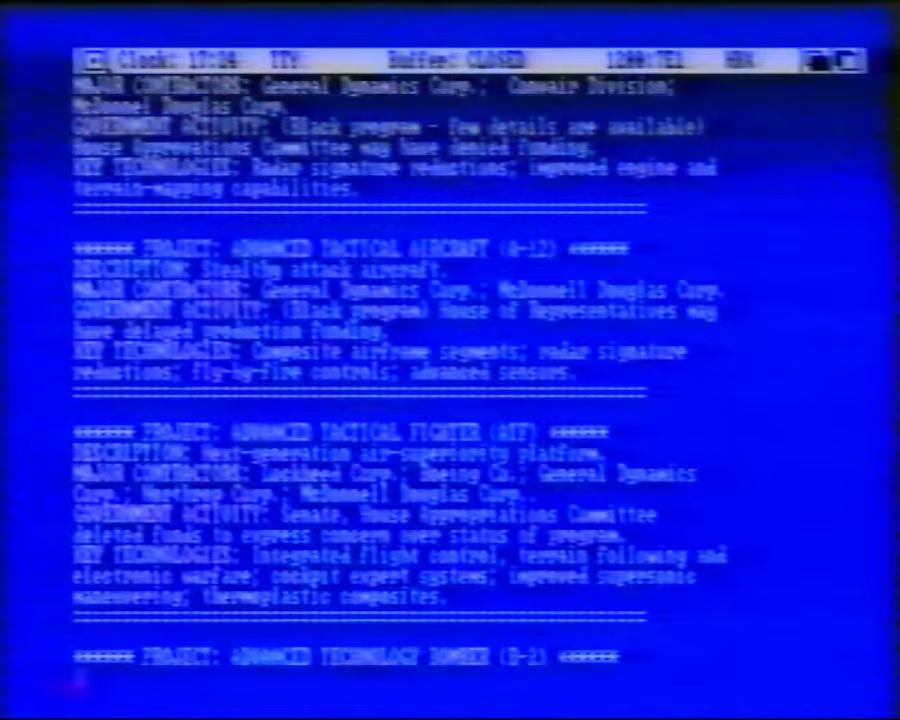 Clock: 17:20 TTY Buffer: CLOSED 1200:7E1
MAJOR CONTRACTORS: General Dynamics Corp.; Convair Division;
McDonnel Douglas Corp.
GOVERNMENT ACTIVITY: (Black program - few details are available)
House Appropriations Committee may have denied funding.
KEY TECHNOLOGIES: Radar signature reductions; improved engine and
terrain-mapping capabilities.
****** PROJECT: ADVANCED TACTICAL AIRCRAFT (A-12) ******
DESCRIPTION: Stealthy attack aircraft.
MAJOR CONTRACTORS: General Dynamics Corp.; McDonnell Douglas Corp.
GOVERNMENT ACTIVITY: (Black program) House of Representatives may
have delayed production funding.
KEY TECHNOLOGIES: Composite airframe segments; radar signature
reductions; fly-by-fire controls; advanced sensors.
****** PROJECT: ADVANCED TACTICAL FIGHTER (ATF) ******
DESCRIPTION: Next-generation air-superiority platform.
MAJOR CONTRACTORS: Lockheed Corp.; Boeing Co.; General Dynamics
Corp.; Northrop Corp.; McDonnell Douglas Corp.
GOVERNMENT ACTIVITY: Senate, House Appropriations Committee
deleted funds to express concern over status of program.
KEY TECHNOLOGIES: Integrated flight control, terrain following and
electronic warfare; cockpit expert systems; improved supersonic
maneuvering; thermoplastic composites.
****** PROJECT: ADVANCED TECHNOLOGY BOMBER (B-2) ******